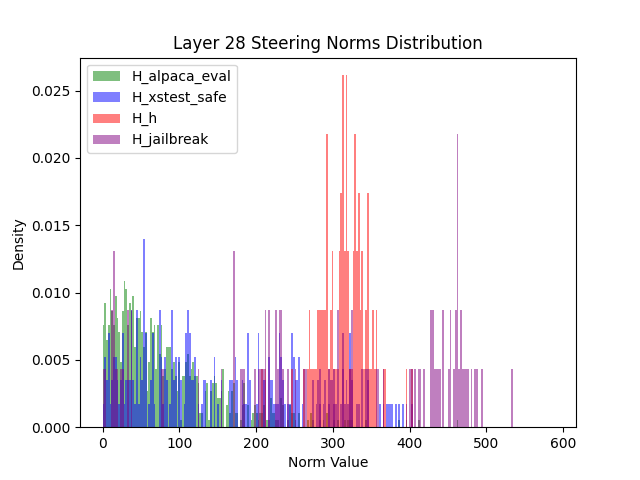 Layer 28 Steering Norms Distribution
H_alpaca_eval
H_xstest_safe
H_h
H_jailbreak
0.025
0.020
0.015
0.010
0.005
0.000
Density
0 100 200 300 400 500 600
Norm Value